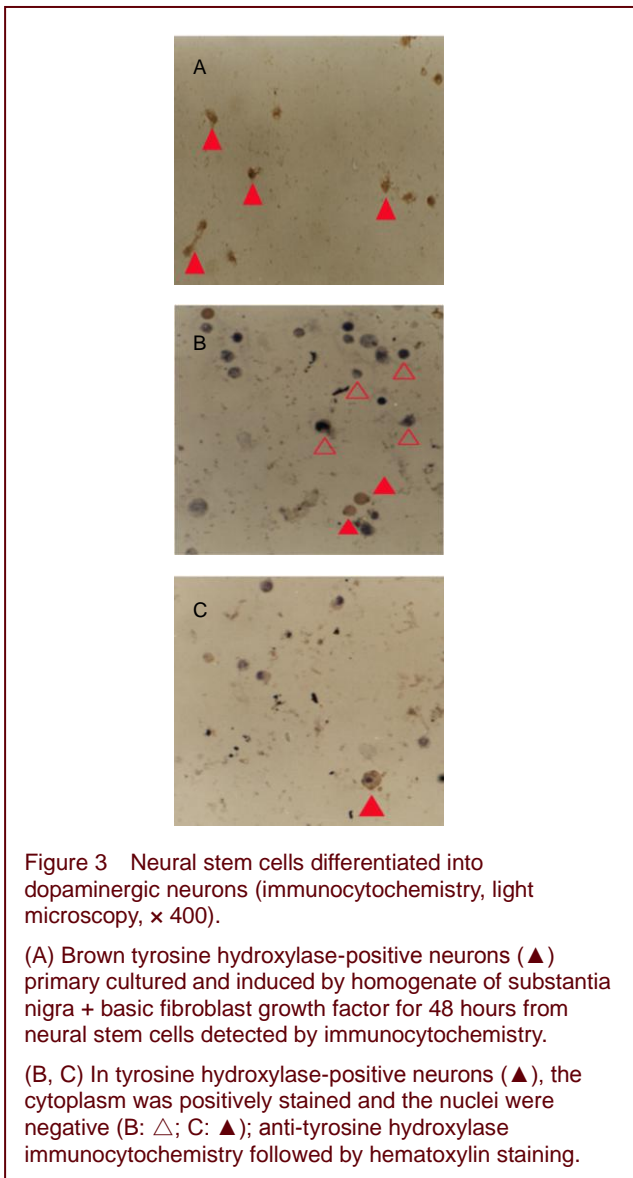 A
B
C
Figure 3 Neural stem cells differentiated into
dopaminergic neurons (immunocytochemistry, light
microscopy, × 400).
(A) Brown tyrosine hydroxylase-positive neurons (▲)
primary cultured and induced by homogenate of substantia
nigra + basic fibroblast growth factor for 48 hours from
neural stem cells detected by immunocytochemistry.
(B, C) In tyrosine hydroxylase-positive neurons (▲), the
cytoplasm was positively stained and the nuclei were
negative (B: △; C: ▲); anti-tyrosine hydroxylase
immunocytochemistry followed by hematoxylin staining.